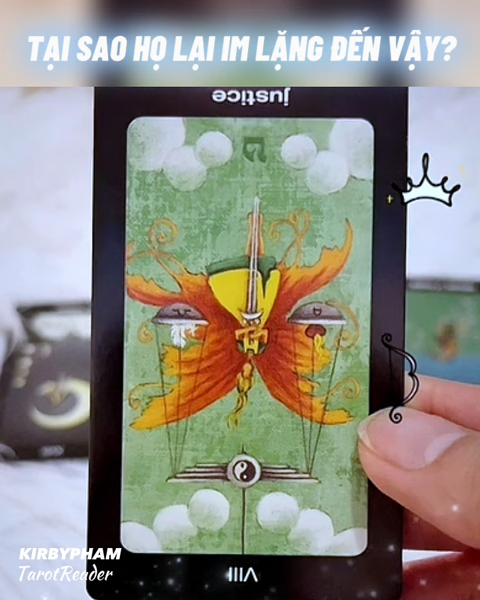 TẠI SAO HỌ LẠI IM LẶNG ĐẾN VẬY?
justice
VIII
KIRBYPHAM
TarotReader